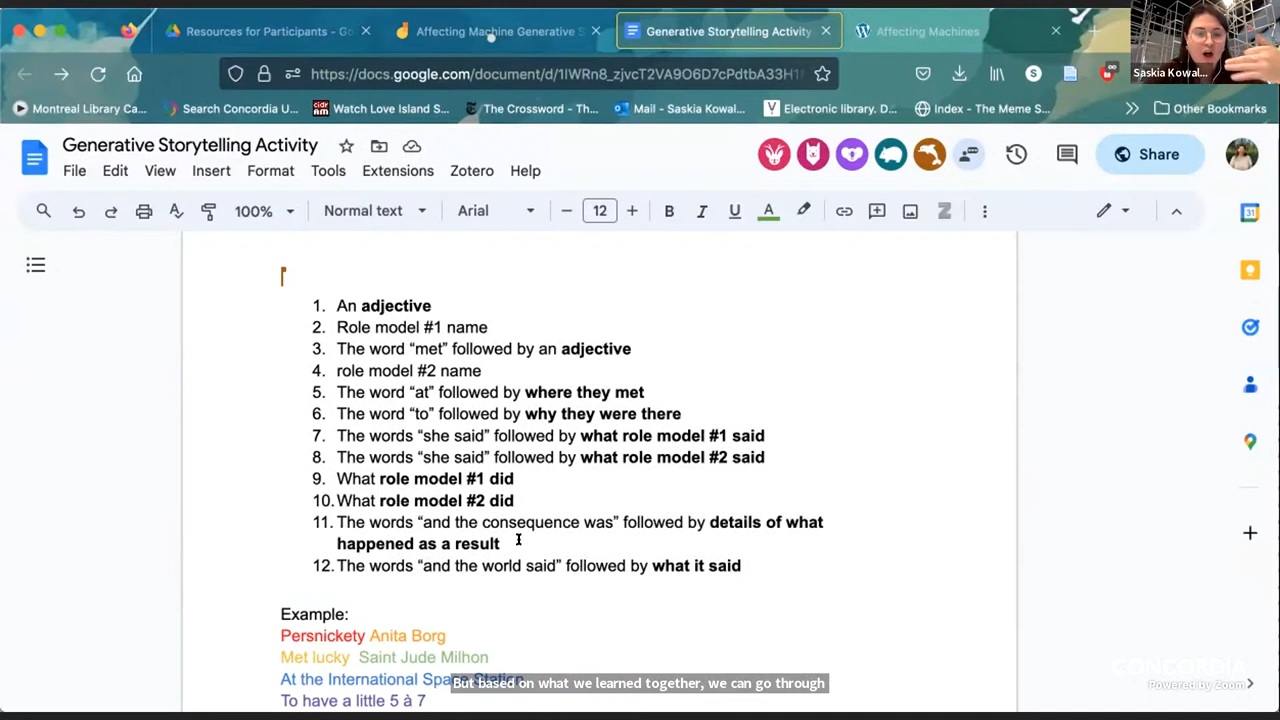 Resources for Participants - Go
Affecting Machine Generative S
Generative Storytelling Activity
Affecting Machines
https://docs.google.com/document/d/1IWRn8_zjvcT2VA9O6D7cPdtbA33H1
Saskia Kowal...
Montreal Library Ca...
Search Concordia U...
Watch Love Island S...
The Crossword - Th...
Mail - Saskia Kowal...
Electronic library. D...
Index - The Meme S...
Other Bookmarks
Generative Storytelling Activity
File Edit View Insert Format Tools Extensions Zotero Help
Share
100% Normal text Arial 12 B I U A Z
1. An adjective
2. Role model #1 name
3. The word “met” followed by an adjective
4. role model #2 name
5. The word “at” followed by where they met
6. The word “to” followed by why they were there
7. The words “she said” followed by what role model #1 said
8. The words “she said” followed by what role model #2 said
9. What role model #1 did
10. What role model #2 did
11. The words “and the consequence was” followed by details of what
happened as a result
12. The words “and the world said” followed by what it said
Example:
Persnickety Anita Borg
Met lucky Saint Jude Milhon
At the International Space Station
To have a little 5 à 7
But based on what we learned together, we can go through
CONCORDIA
Powered by Zoom